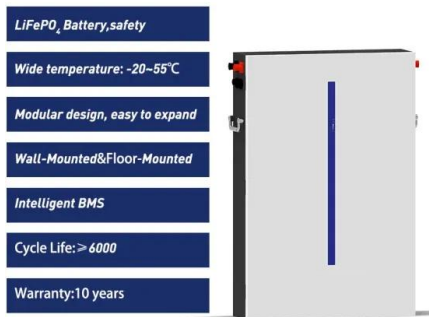 LiFePO₄ Battery,safety
Wide temperature: -20~55℃
Modular design, easy to expand
Wall-Mounted&Floor-Mounted
Intelligent BMS
Cycle Life:≥6000
Warranty:10 years